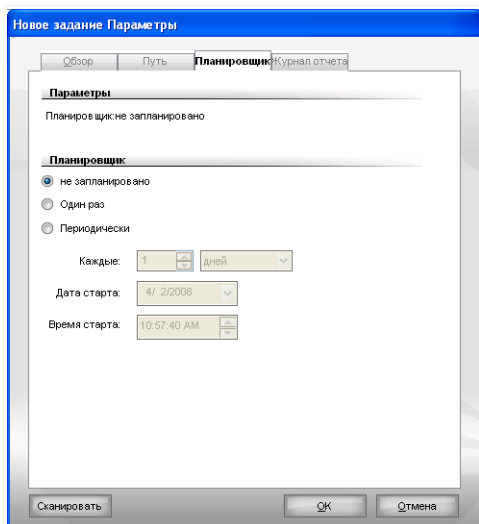 Новое задание Параметры
Обзор Путь Планировщик Журнал отчета
Параметры
Планировщик:не запланировано
Планировщик
не запланировано
Один раз
Периодически
Каждые: 1 дней
Дата старта: 4/ 2/2008
Время старта: 10:57:40 AM
Сканировать OK Отмена